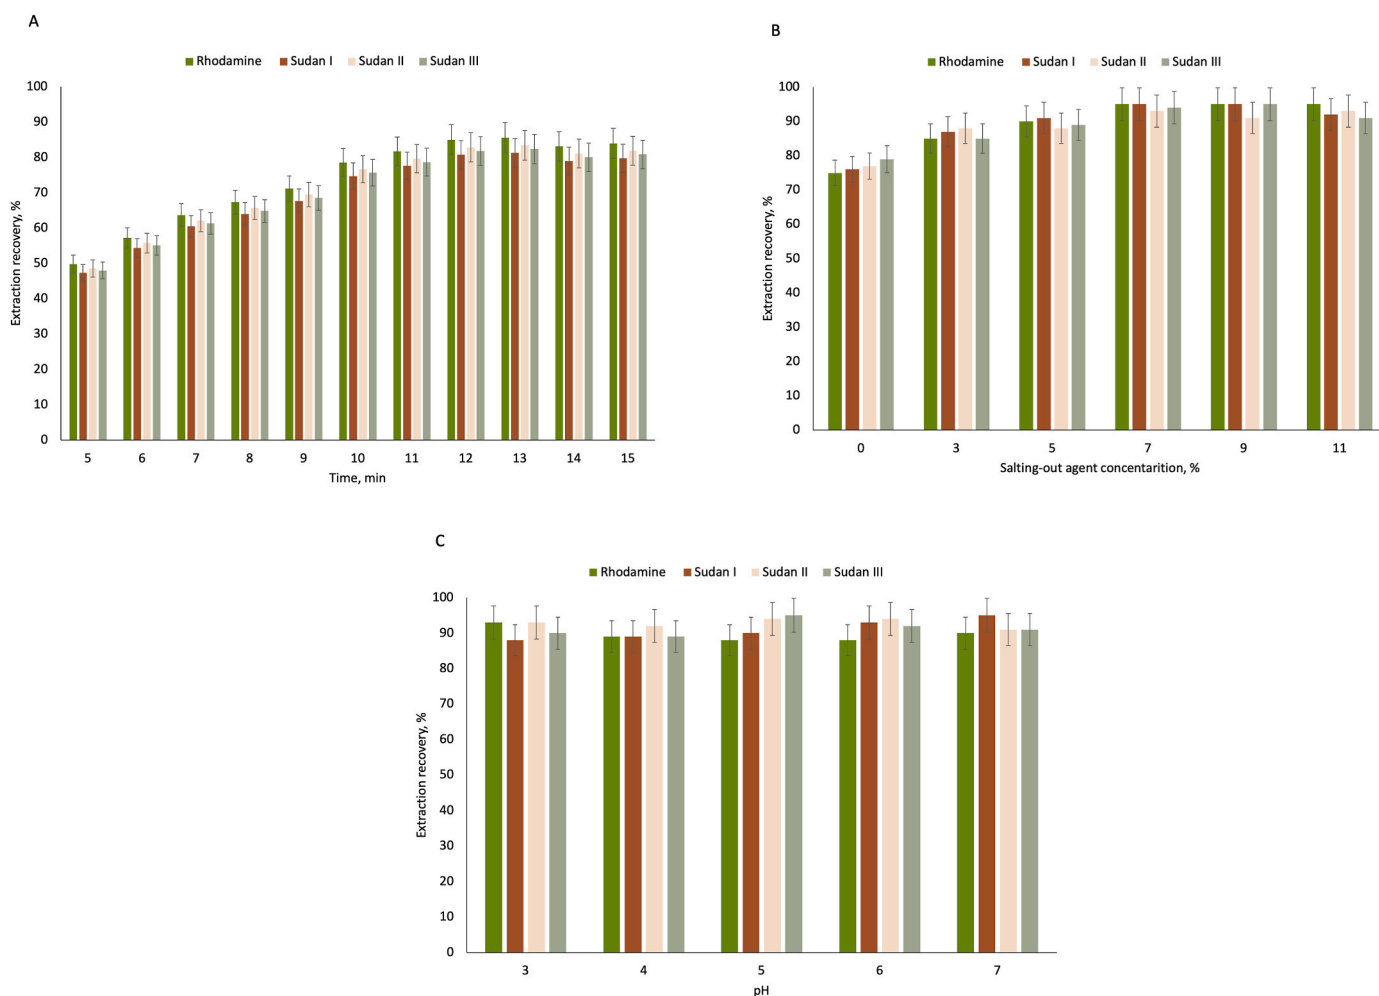 A
Rhodamine Sudan I Sudan II Sudan III
100
90
80
70
60
50
40
30
20
10
0
Extraction recovery, %
5 6 7 8 9 10 11 12 13 14 15
Time, min
B
Rhodamine Sudan I Sudan II Sudan III
100
90
80
70
60
50
40
30
20
10
0
Extraction recovery, %
0 3 5 7 9 11
Salting-out agent concentarition, %
C
Rhodamine Sudan I Sudan II Sudan III
100
90
80
70
60
50
40
30
20
10
0
Extraction recovery, %
3 4 5 6 7
pH